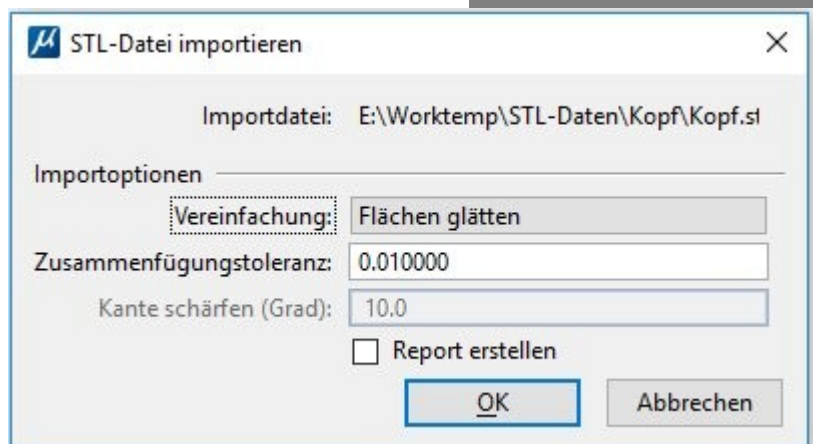 STL-Datei importieren
Importdatei: E:\Worktemp\STL-Daten\Kopf\Kopf.st
Importoptionen
Vereinfachung: Flächen glätten
Zusammenfügungstoleranz: 0.010000
Kante schärfen (Grad): 10.0
Report erstellen
OK Abbrechen